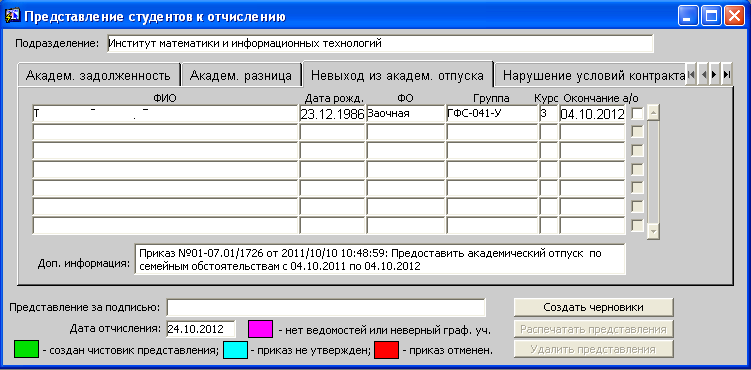 Представление студентов к отчислению
Подразделение: Институт математики и информационных технологий
Академ. задолженность Академ. разница Невыход из академ. отпуска Нарушение условий контракта
ФИО Дата рожд. ФО Группа Курс Окончание а/о
Т 23.12.1986 Заочная ГФС-041-У 3 04.10.2012
Доп. информация: Приказ №01-07.01/1726 от 2011/10/10 10:48:59: Предоставить академический отпуск по
семейным обстоятельствам с 04.10.2011 по 04.10.2012
Представление за подписью: Создать черновики
Дата отчисления: 24.10.2012 - нет ведомостей или неверный граф. уч. Распечатать представления
- создан чистовик представления; - приказ не утвержден; - приказ отменен. Удалить представления